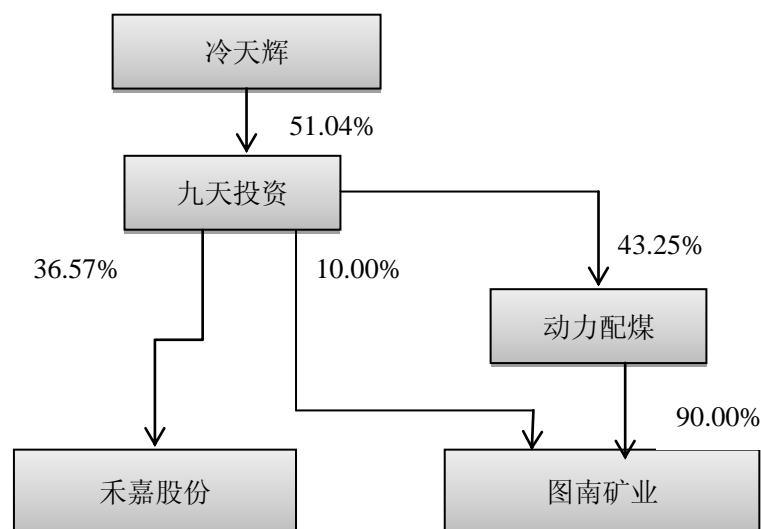 冷天辉
51.04%
九天投资
36.57%
10.00%
43.25%
动力配煤
90.00%
禾嘉股份
图南矿业